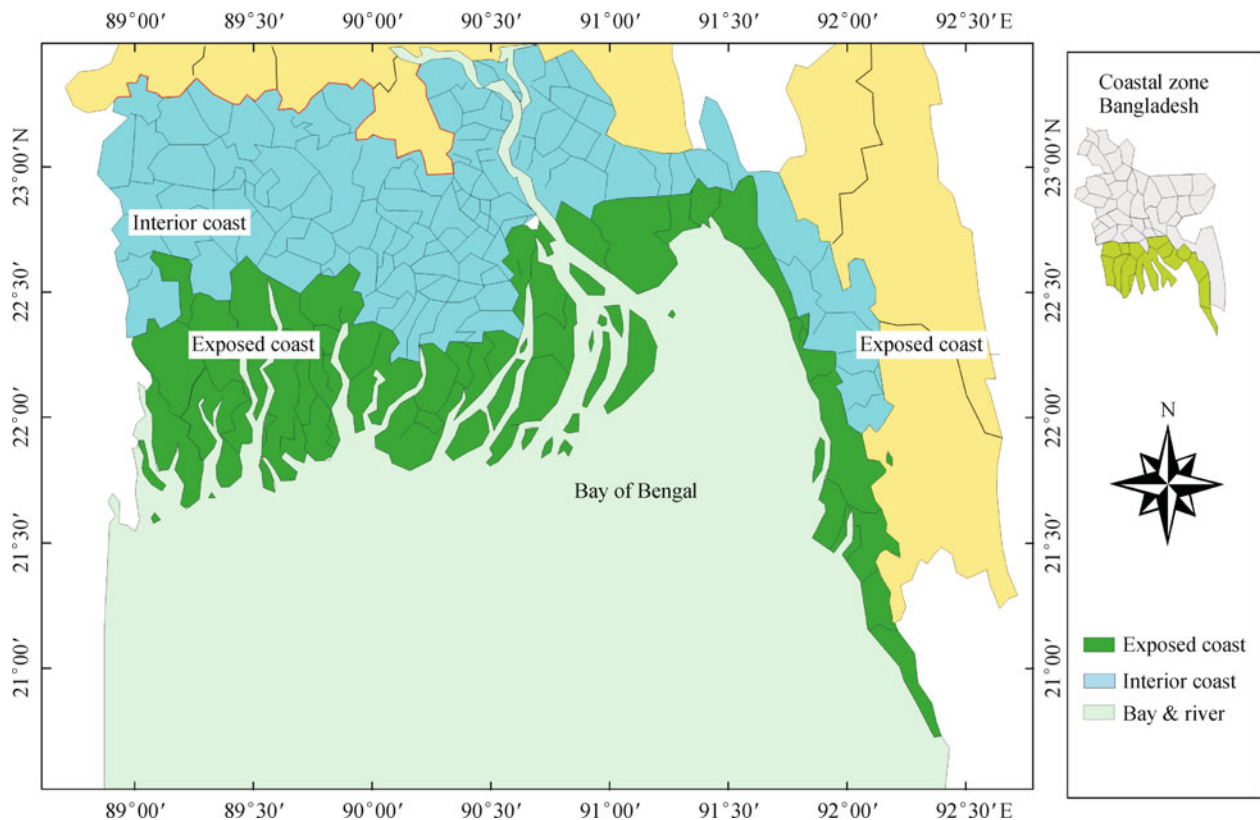 89°00′ 89°30′ 90°00′ 90°30′ 91°00′ 91°30′ 92°00′ 92°30′E
23°00′N
22°30′
22°00′
21°30′
21°00′
23°00′N
22°30′
22°00′
21°30′
21°00′
Interior coast
Exposed coast
Exposed coast
Bay of Bengal
89°00′ 89°.5′ 90°00′ 90°.5′ 91°00′ 91°30′ 92°00′ 92°30′E
Coastal zone
Bangladesh
N
Exposed coast
Interior coast
Bay & river